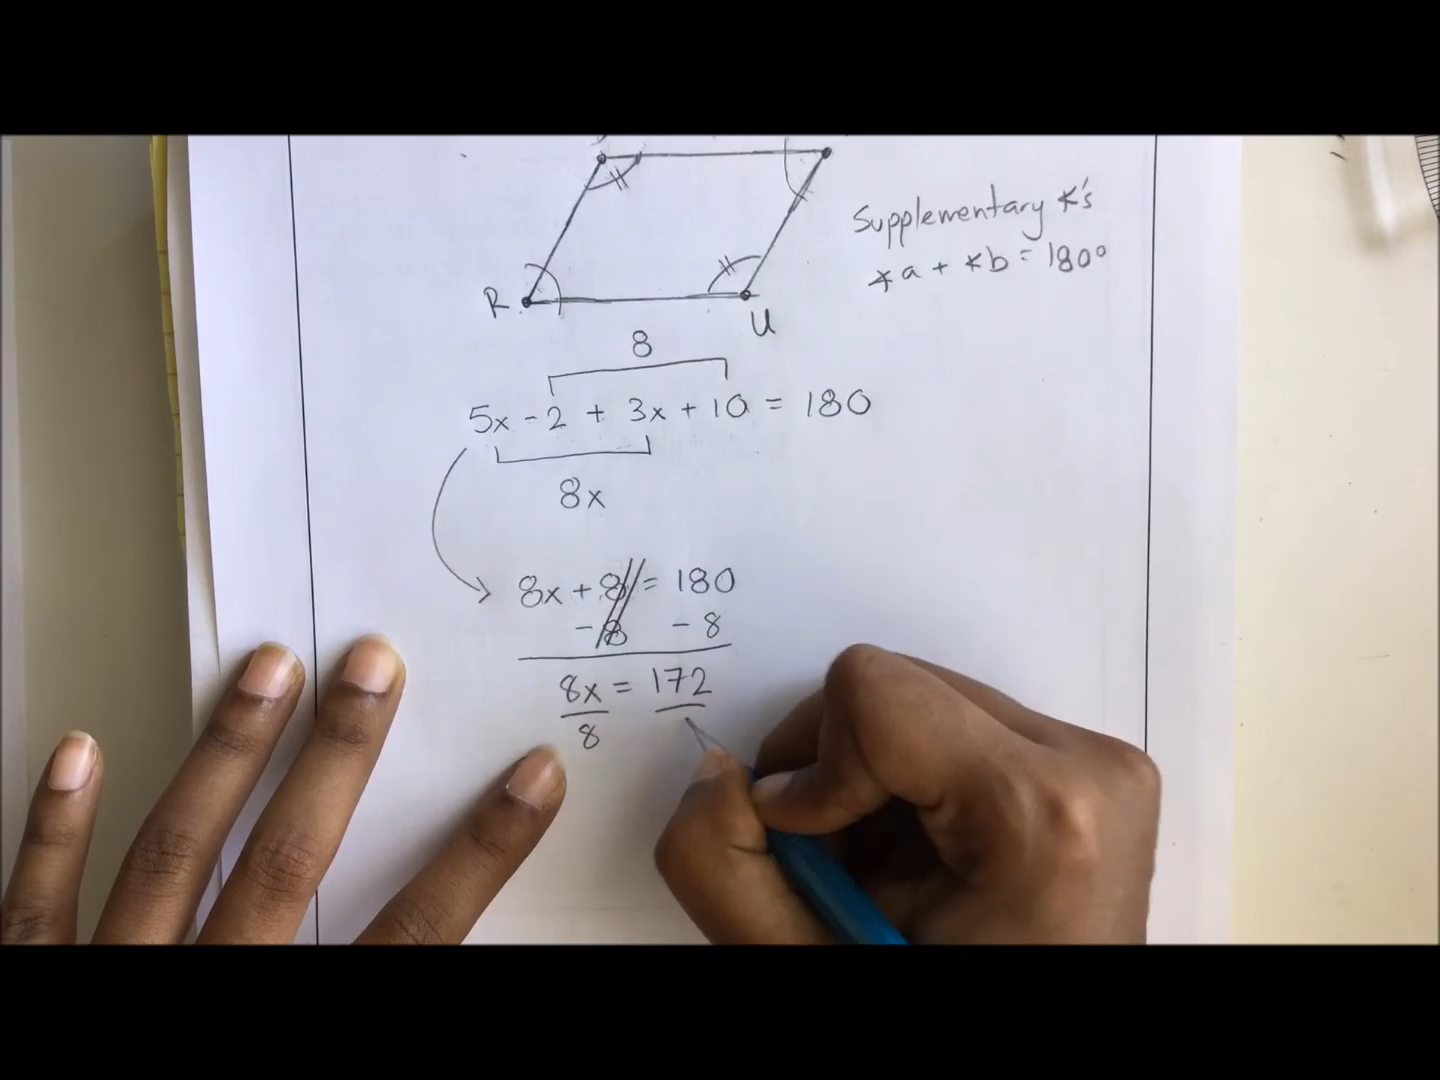 Supplementary ∠'s
∠a + ∠b = 180°
R
U
8
5x - 2 + 3x + 10 = 180
8x
8x + 8 = 180
- 8 - 8
8x = 172
8